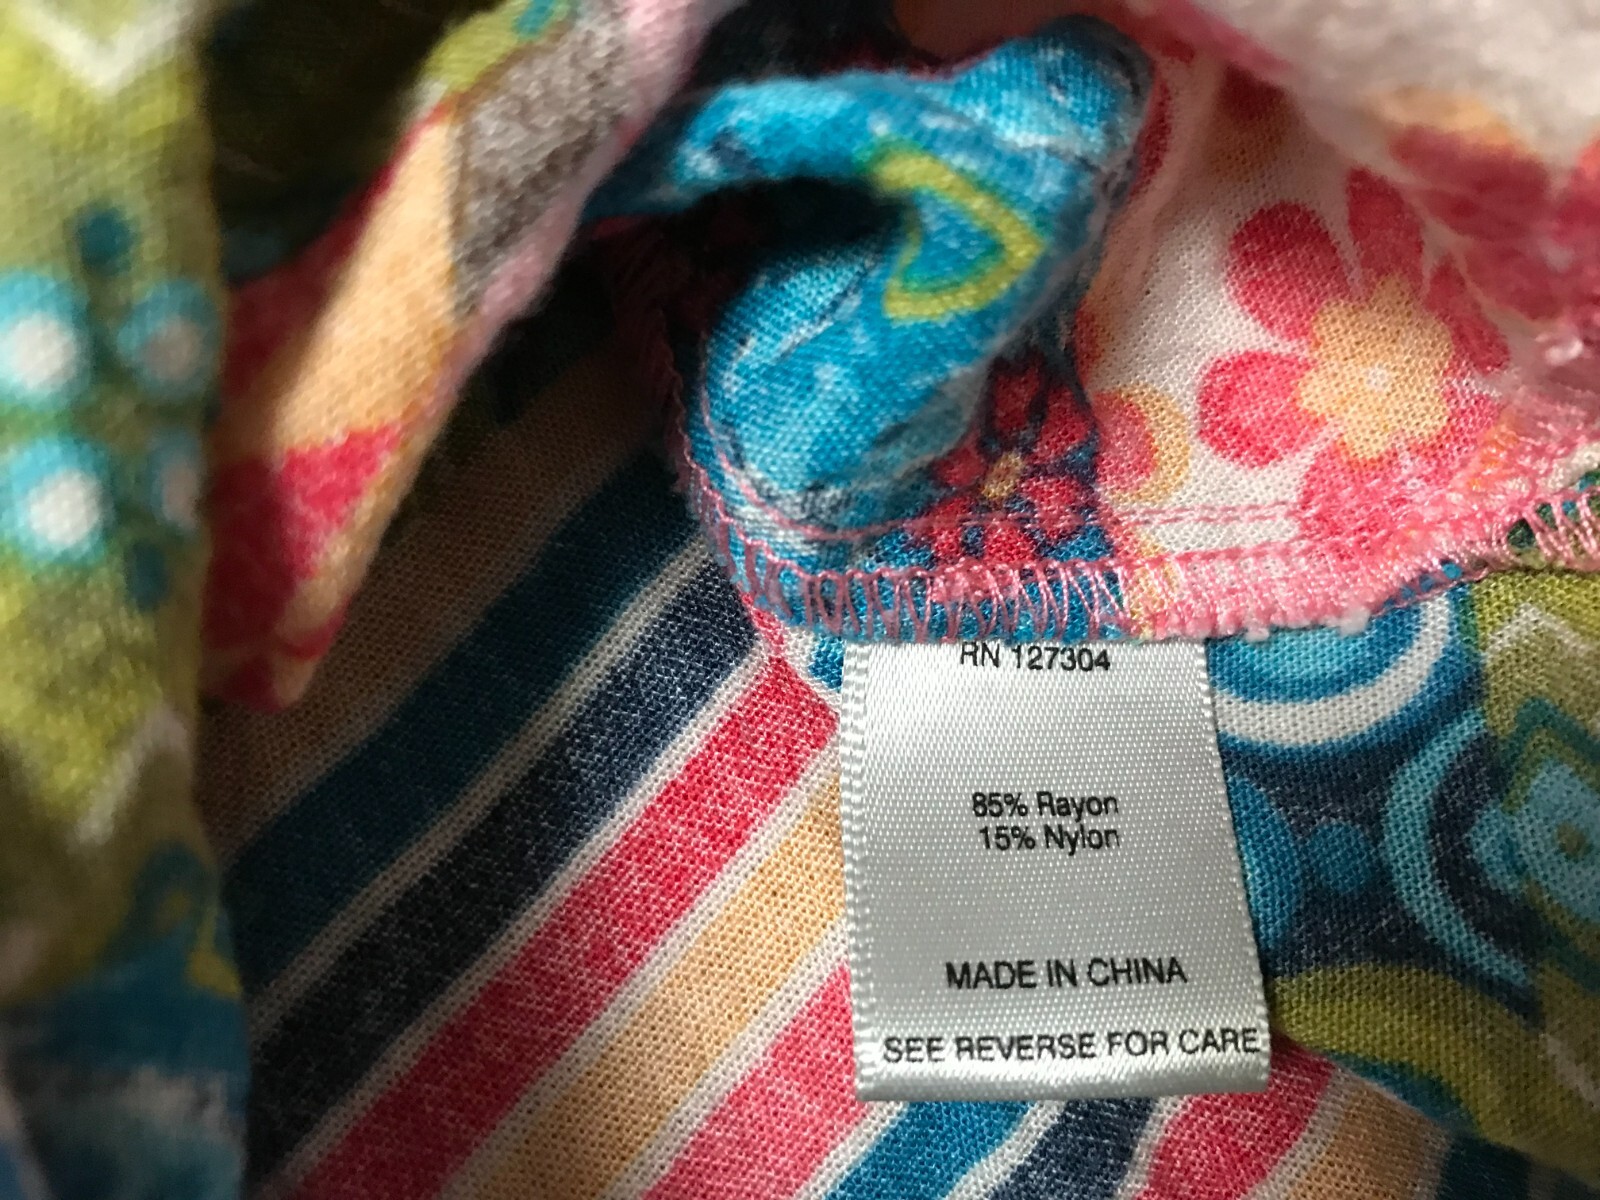 RN 127304
85% Rayon
15% Nylon
MADE IN CHINA
SEE REVERSE FOR CARE